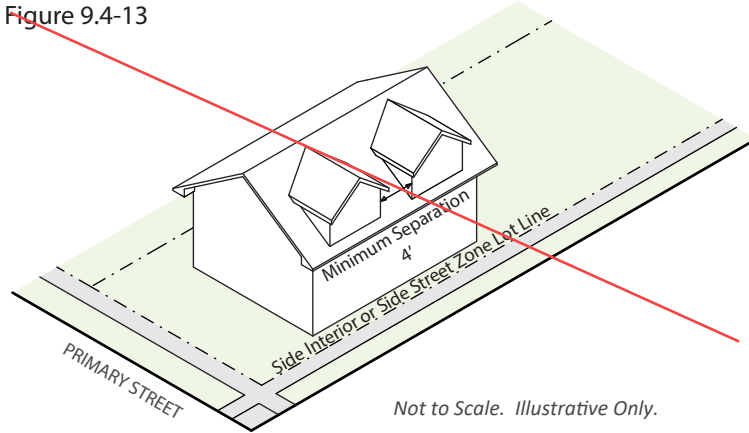 Figure 9.4-13
Minimum Separation
4'
Side Interior or Side Street Zone Lot Line
PRIMARY STREET
Not to Scale. Illustrative Only.